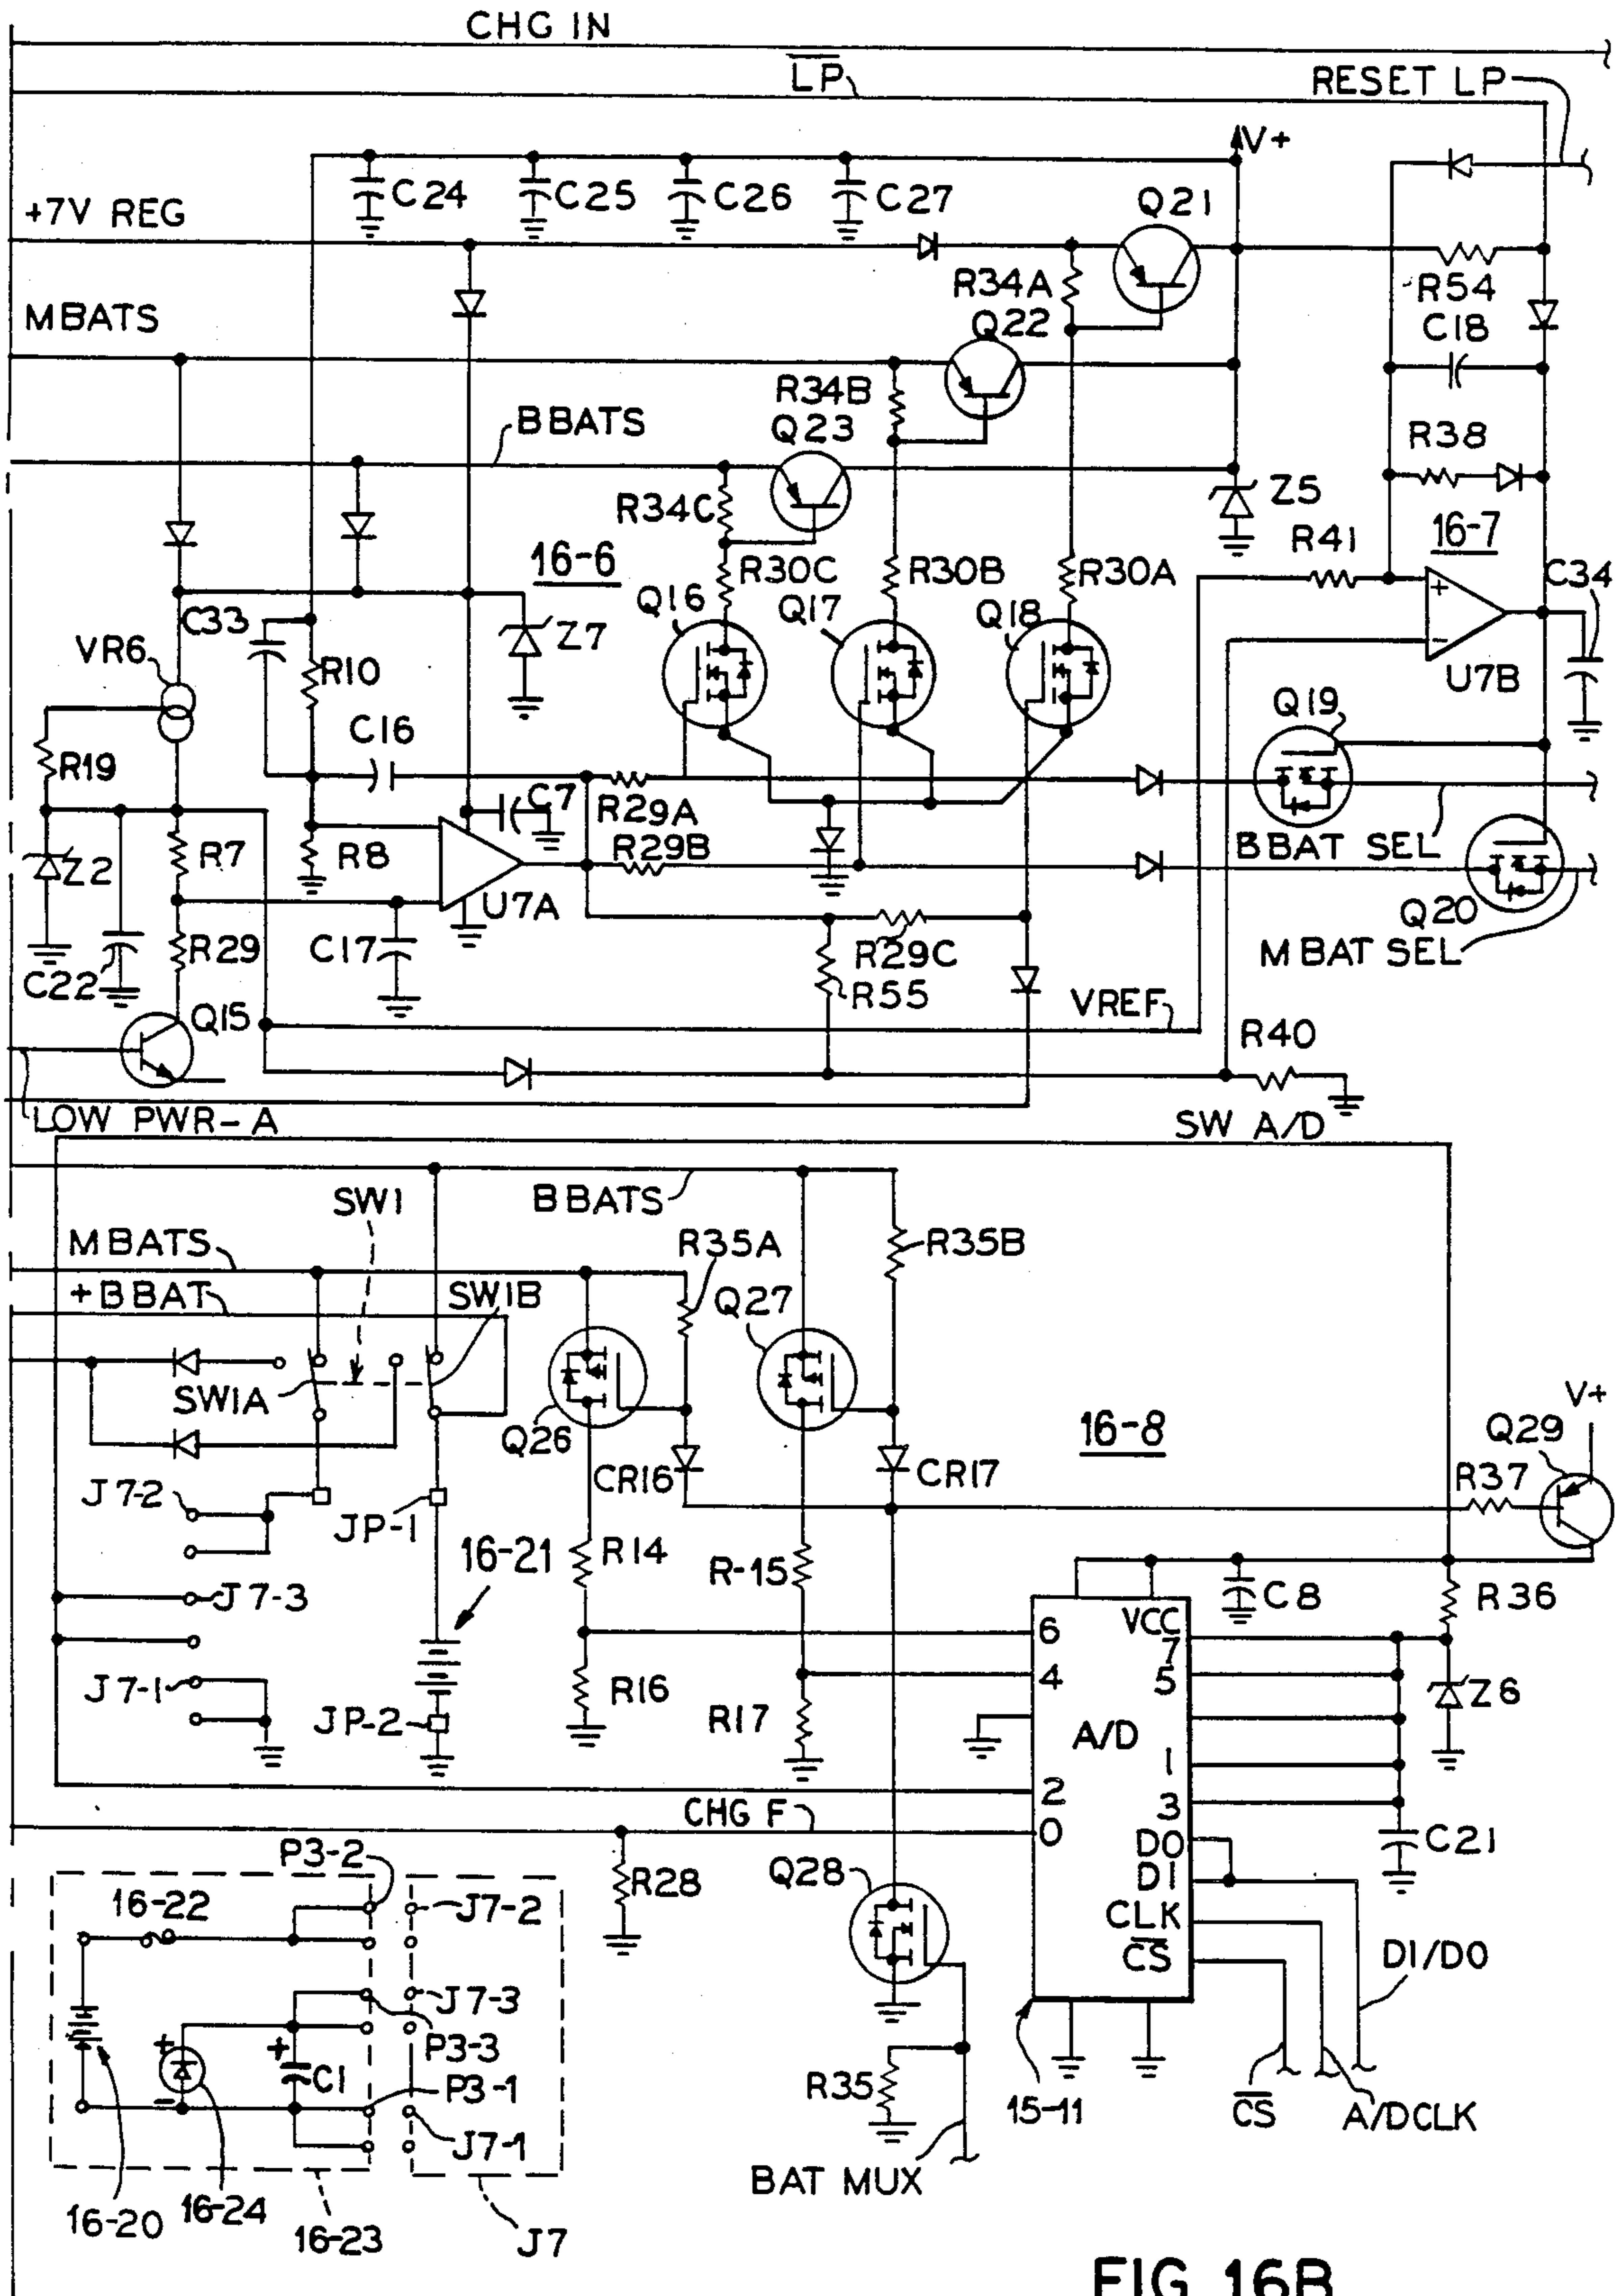 CHG IN
LP
RESET LP
V+
C24
C25
C26
C27
Q21
+7V REG
R34A
R54
Q22
C18
MBATS
R34B
Q23
BBATS
R38
Z5
R34C
R41
16-7
16-6
R30C
R30B
R30A
C34
Q16
Q17
Q18
C33
Z7
VR6
R10
+
-
U7B
Q19
C16
R19
C7
R29A
R29B
BBAT SEL
Z2
R7
R8
U7A
Q20
R29
C17
R29C
MBAT SEL
C22
R55
Q15
VREF
R40
LOW PWR-A
SW A/D
SW1
BBATS
MBATS
R35A
R35B
+BBAT
SW1B
Q27
SW1A
V+
Q26
16-8
Q29
CR16
CR17
R37
J7-2
JP-1
16-21
R14
R-15
C8
R36
J7-3
VCC
6
7
4
5
J7-1
R16
Z6
JP-2
R17
A/D
1
2
3
CHG F
0
D0
C21
P3-2
DI
R28
Q28
16-22
J7-2
CLK
CS
DI/DO
J7-3
+
+
P3-3
C1
P3-1
R35
-
15-11
CS
A/DCLK
J7-1
BAT MUX
16-20
16-24
16-23
J7
FIG. 16B